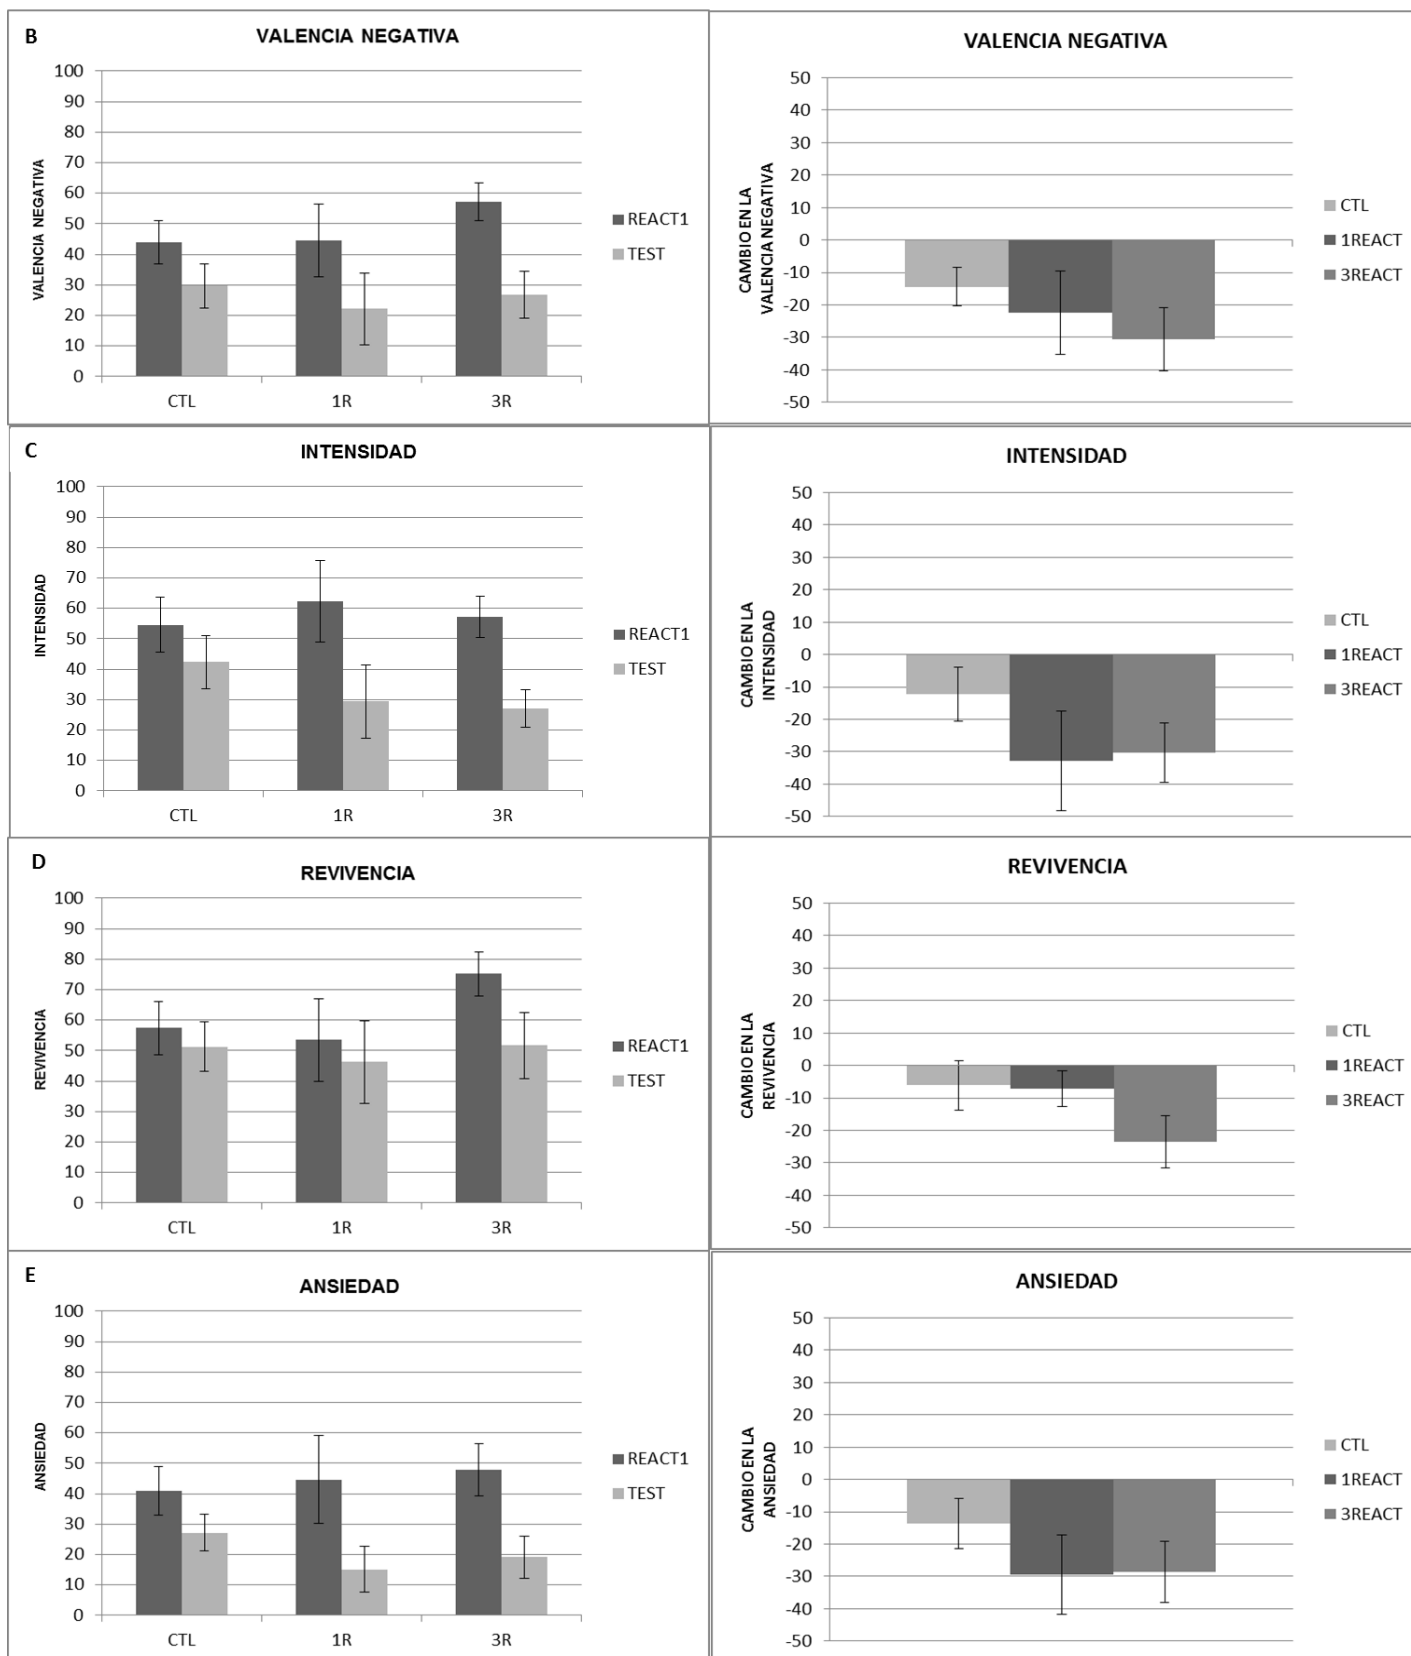 B
VALENCIA NEGATIVA
100
90
80
70
60
50
40
30
20
10
0
VALENCIA NEGATIVA
CTL
1R
3R
REACT1
TEST
VALENCIA NEGATIVA
50
40
30
20
10
0
-10
-20
-30
-40
-50
CAMBIO EN LA
VALENCIA NEGATIVA
CTL
1REACT
3REACT
C
INTENSIDAD
100
90
80
70
60
50
40
30
20
10
0
INTENSIDAD
CTL
1R
3R
REACT1
TEST
INTENSIDAD
50
40
30
20
10
0
-10
-20
-30
-40
-50
CAMBIO EN LA
INTENSIDAD
CTL
1REACT
3REACT
D
REVIVENCIA
100
90
80
70
60
50
40
30
20
10
0
REVIVENCIA
CTL
1R
3R
REACT1
TEST
REVIVENCIA
50
40
30
20
10
0
-10
-20
-30
-40
-50
CAMBIO EN LA
REVIVENCIA
CTL
1REACT
3REACT
E
ANSIEDAD
100
90
80
70
60
50
40
30
20
10
0
ANSIEDAD
CTL
1R
3R
REACT1
TEST
ANSIEDAD
50
40
30
20
10
0
-10
-20
-30
-40
-50
CAMBIO EN LA
ANSIEDAD
CTL
1REACT
3REACT